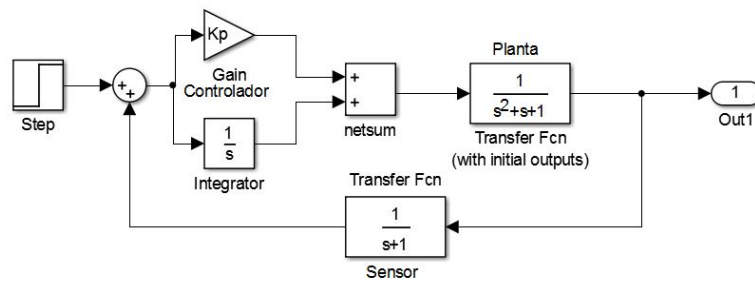 Step
++
Kp
Gain
Controlador
1
s
Integrator
+
+
netsum
Planta
1
s²+s+1
Transfer Fcn
(with initial outputs)
1
Out1
Transfer Fcn
1
s+1
Sensor